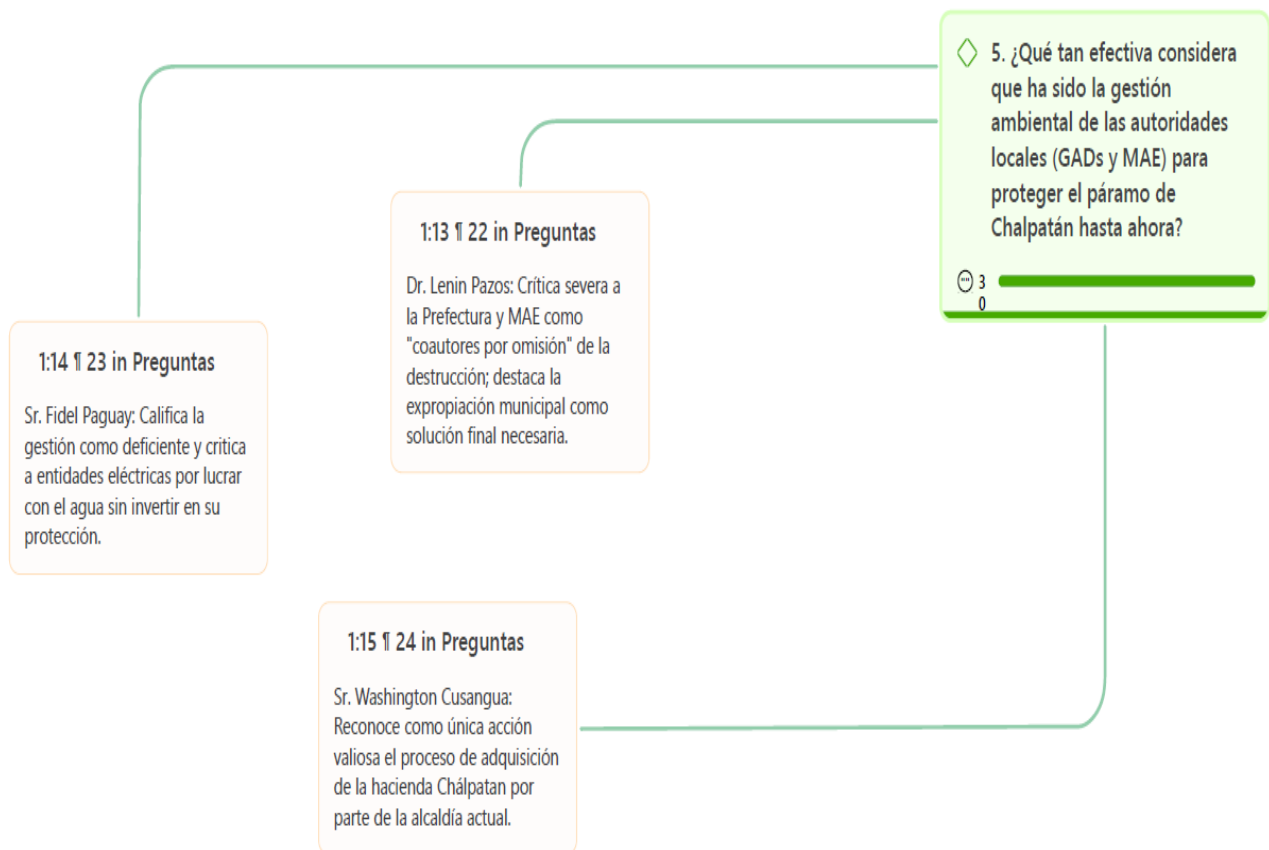 5. ¿Qué tan efectiva considera
que ha sido la gestión
ambiental de las autoridades
locales (GADs y MAE) para
proteger el páramo de
Chalpatán hasta ahora?
3
0
1:13 ¶ 22 in Preguntas
Dr. Lenin Pazos: Crítica severa a
la Prefectura y MAE como
"coautores por omisión" de la
destrucción; destaca la
expropiación municipal como
solución final necesaria.
1:14 ¶ 23 in Preguntas
Sr. Fidel Paguay: Califica la
gestión como deficiente y critica
a entidades eléctricas por lucrar
con el agua sin invertir en su
protección.
1:15 ¶ 24 in Preguntas
Sr. Washington Cusangua:
Reconoce como única acción
valiosa el proceso de adquisición
de la hacienda Chálpatan por
parte de la alcaldía actual.